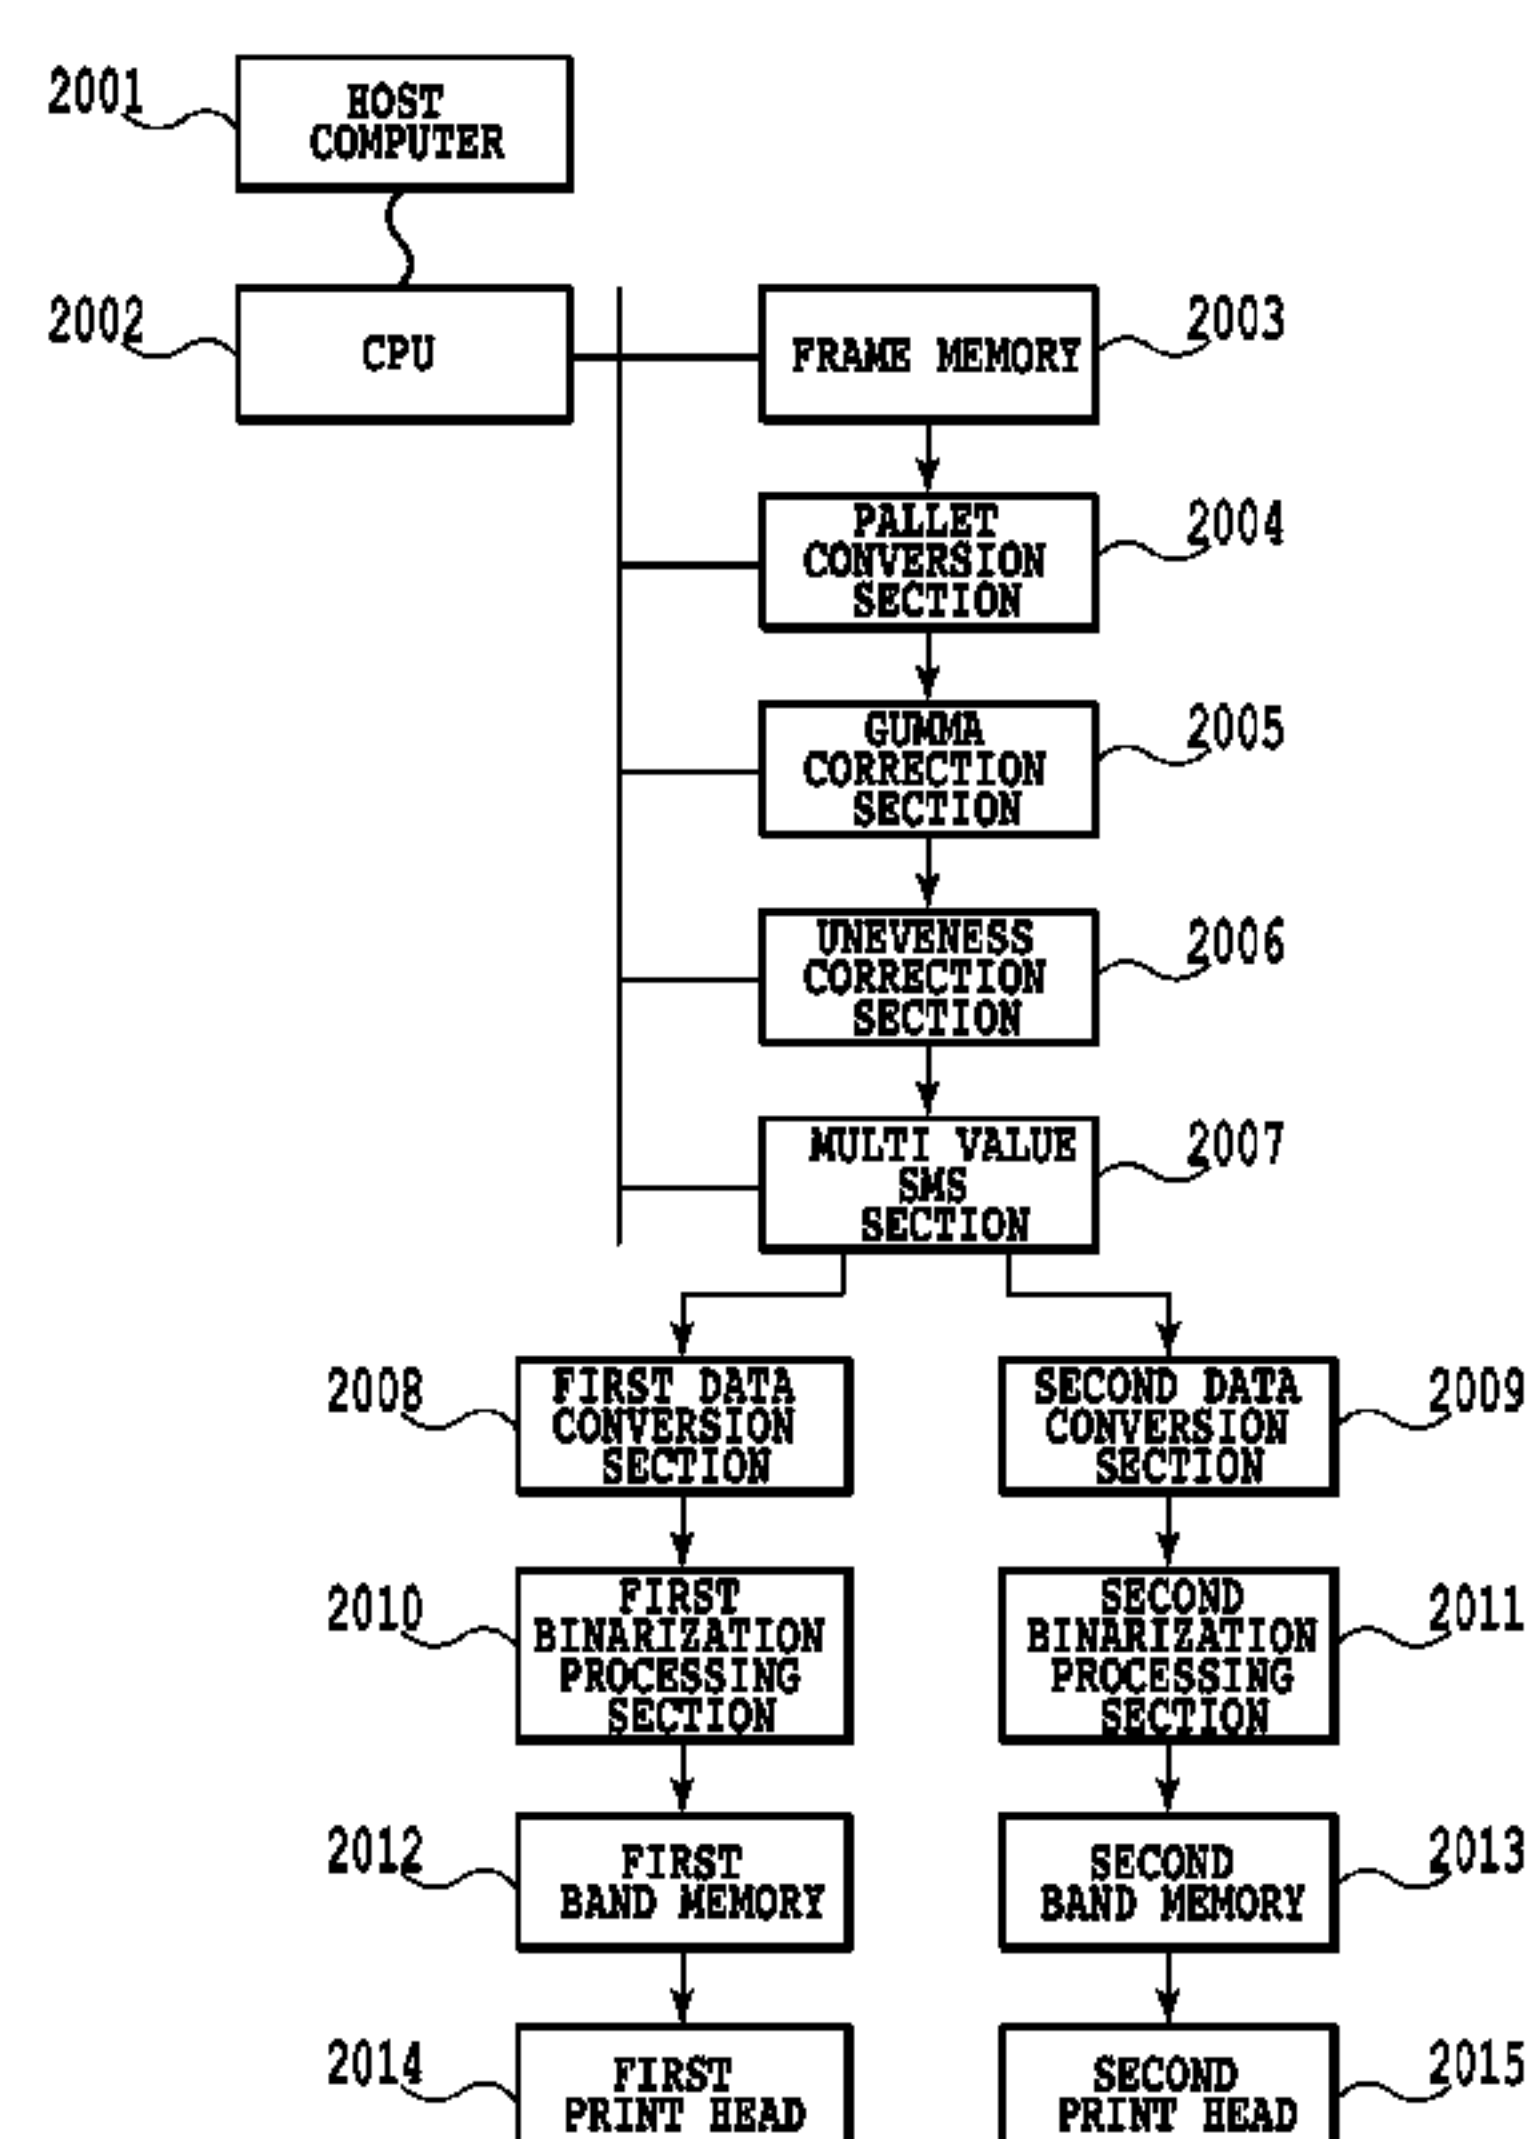 2001
HOST
COMPUTER
2002
CPU
FRAME MEMORY
2003
PALLET
CONVERSION
SECTION
2004
GUMMA
CORRECTION
SECTION
2005
UNEVENESS
CORRECTION
SECTION
2006
MULTI VALUE
SMS
SECTION
2007
2008
FIRST DATA
CONVERSION
SECTION
SECOND DATA
CONVERSION
SECTION
2009
2010
FIRST
BINARIZATION
PROCESSING
SECTION
SECOND
BINARIZATION
PROCESSING
SECTION
2011
2012
FIRST
BAND MEMORY
SECOND
BAND MEMORY
2013
2014
FIRST
PRINT HEAD
SECOND
PRINT HEAD
2015